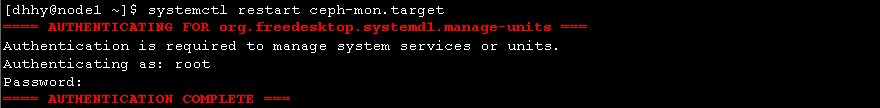 [dhhy@node1 ~]$ systemctl restart ceph-mon.target
==== AUTHENTICATING FOR org.freedesktop.systemd1.manage-units ===
Authentication is required to manage system services or units.
Authenticating as: root
Password:
==== AUTHENTICATION COMPLETE ===